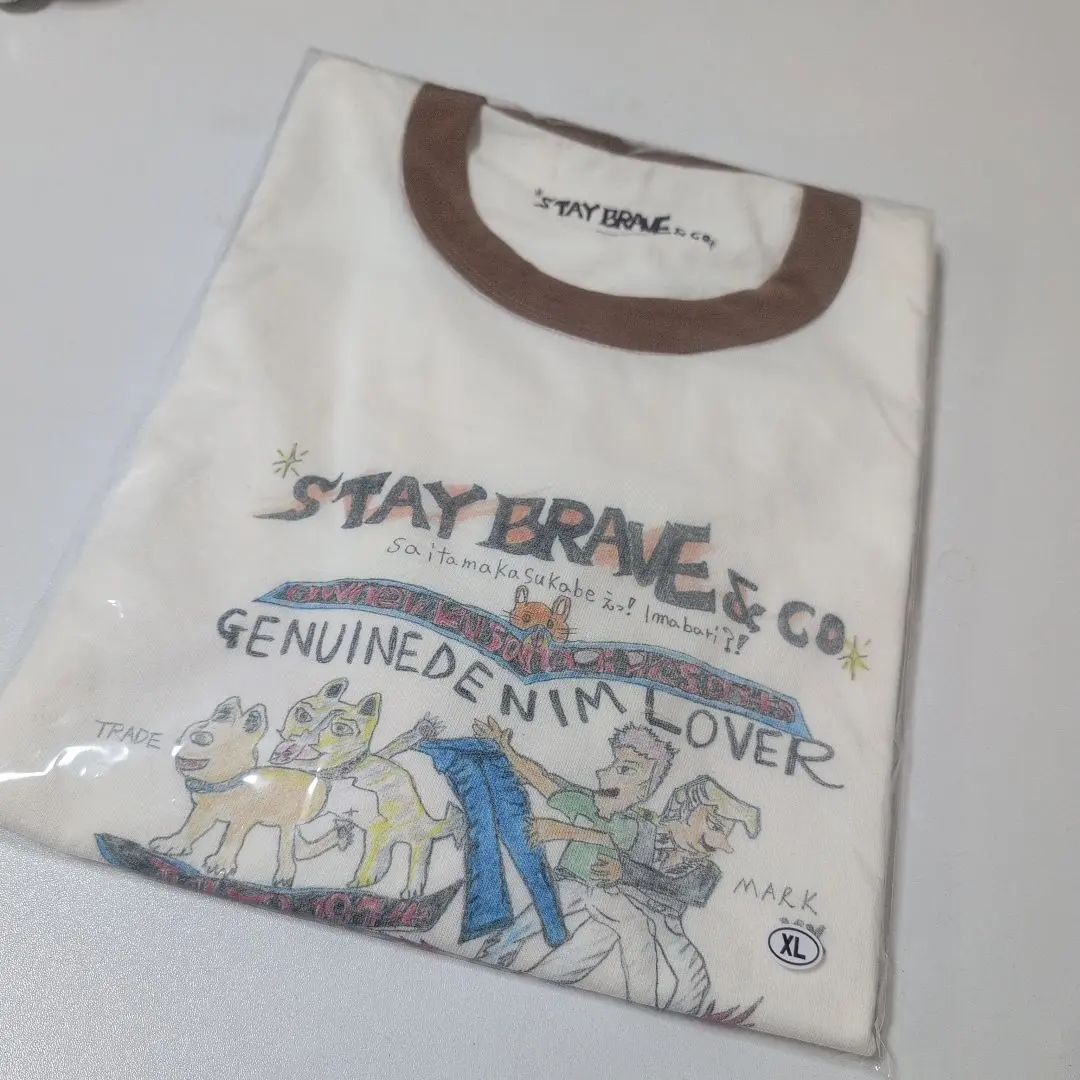 STAY BRAVE & CO,
STAY BRAVE & CO
saitamakasukabe えっ! Imabari !?
GENUINEDENIM LOVER
TRADE
MARK
XL